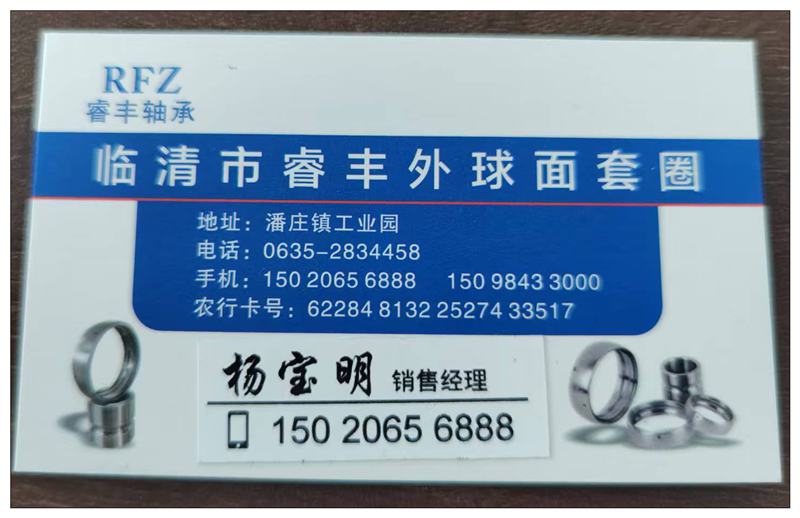 RFZ
睿丰轴承
临清市睿丰外球面套圈
地址：潘庄镇工业园
电话：0635-2834458
手机：150 2065 6888 150 9843 3000
农行卡号：62284 8132 25274 33517
杨宝明 销售经理
150 2065 6888